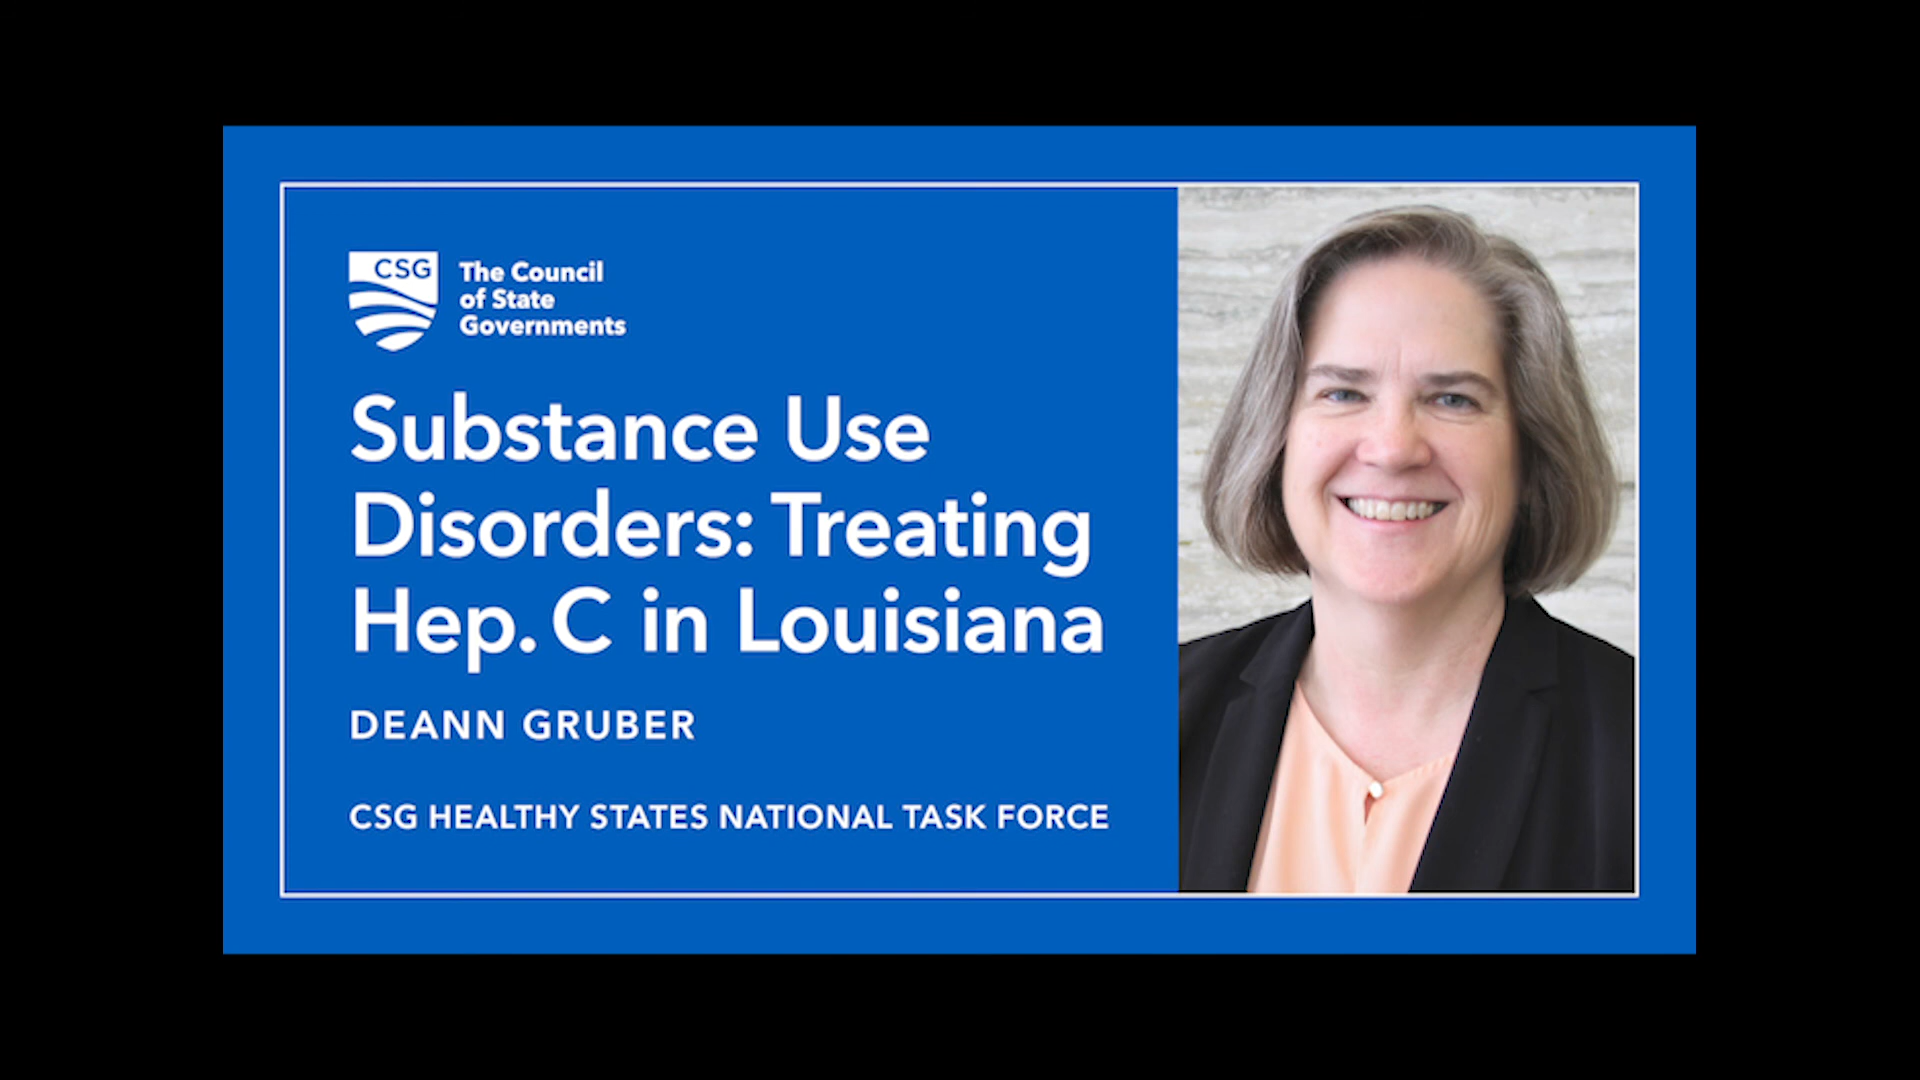 CSG
The Council
of State
Governments
Substance Use
Disorders: Treating
Hep. C in Louisiana
DEANN GRUBER
CSG HEALTHY STATES NATIONAL TASK FORCE